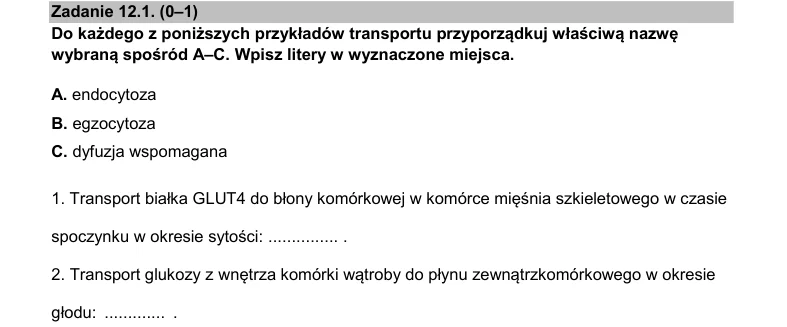 Zadanie 12.1. (0–1)
Do każdego z poniższych przykładów transportu przyporządkuj właściwą nazwę
wybraną spośród A–C. Wpisz litery w wyznaczone miejsca.
A. endocytoza
B. egzocytoza
C. dyfuzja wspomagana
1. Transport białka GLUT4 do błony komórkowej w komórce mięśnia szkieletowego w czasie
spoczynku w okresie sytości: ............... .
2. Transport glukozy z wnętrza komórki wątroby do płynu zewnątrzkomórkowego w okresie
głodu: ............. .